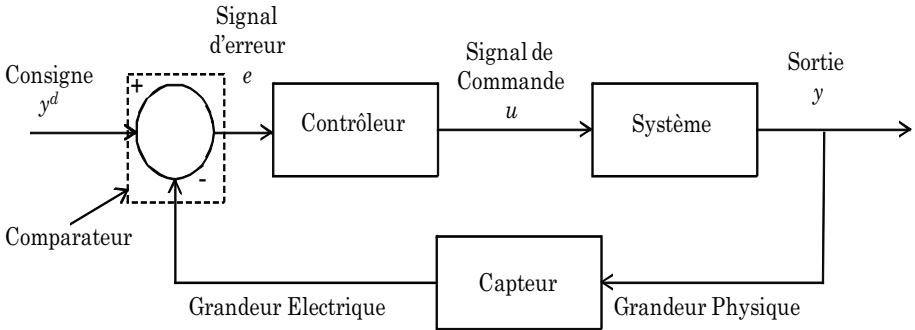 Signal
d'erreur
e
Consigne
y^d
+
-
Comparateur
Contrôleur
Signal de
Commande
u
Système
Sortie
y
Capteur
Grandeur Electrique
Grandeur Physique